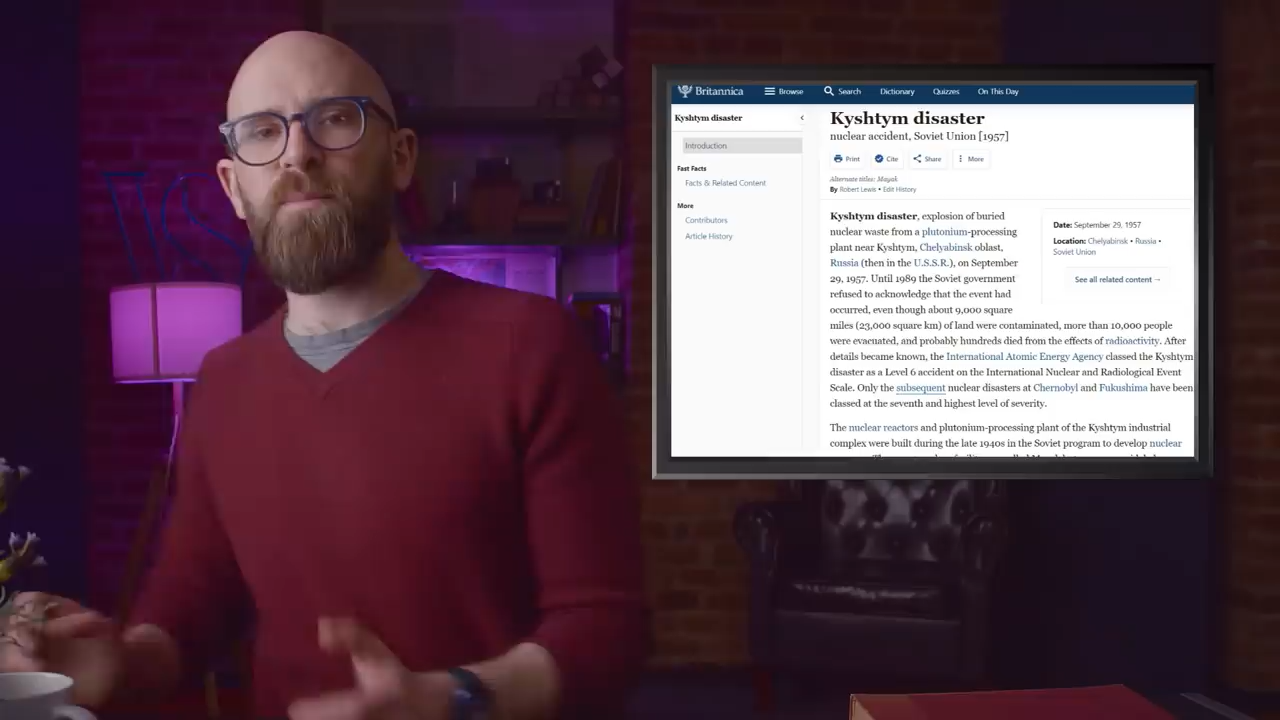 Britannica
Browse
Search
Dictionary
Quizzes
On This Day
Kyshtym disaster
Introduction
Fast Facts
Facts & Related Content
More
Contributors
Article History
Kyshtym disaster
nuclear accident, Soviet Union [1957]
Print
Cite
Share
More
Alternate titles: Mayak
By Robert Lewis • Edit History
Kyshtym disaster, explosion of buried
nuclear waste from a plutonium-processing
plant near Kyshtym, Chelyabinsk oblast,
Russia (then in the U.S.S.R.), on September
29, 1957. Until 1989 the Soviet government
refused to acknowledge that the event had
occurred, even though about 9,000 square
miles (23,000 square km) of land were contaminated, more than 10,000 people
were evacuated, and probably hundreds died from the effects of radioactivity. After
details became known, the International Atomic Energy Agency classed the Kyshtym
disaster as a Level 6 accident on the International Nuclear and Radiological Event
Scale. Only the subsequent nuclear disasters at Chernobyl and Fukushima have been
classed at the seventh and highest level of severity.
The nuclear reactors and plutonium-processing plant of the Kyshtym industrial
complex were built during the late 1940s in the Soviet program to develop nuclear
Date: September 29, 1957
Location: Chelyabinsk • Russia •
Soviet Union
See all related content →